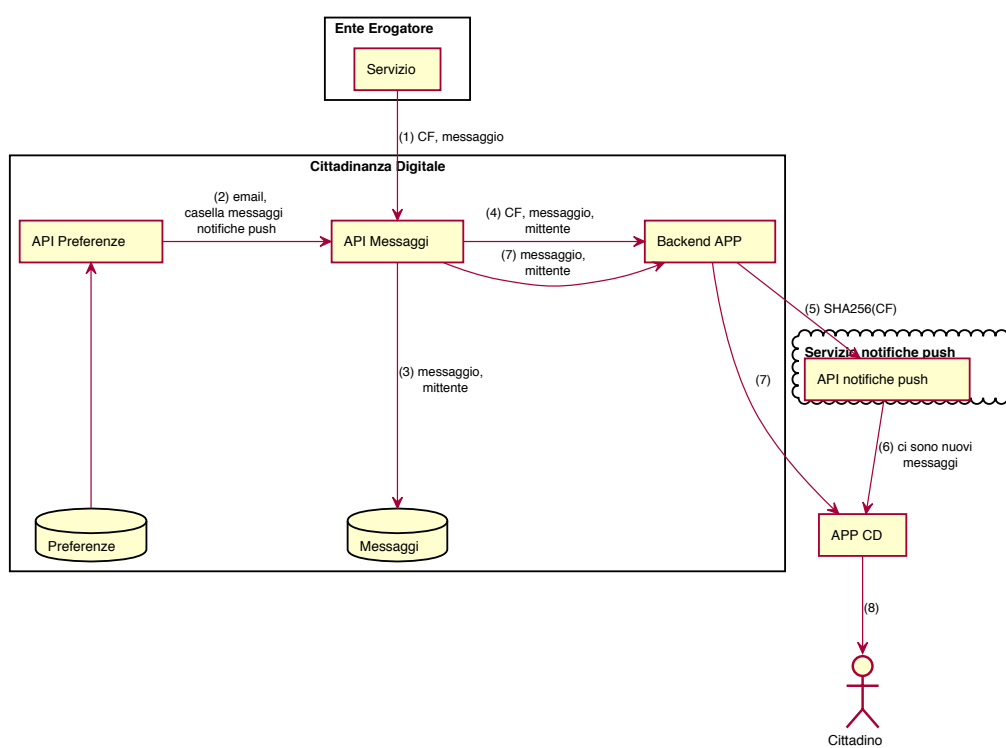 Ente Erogatore
Servizio
(1) CF, messaggio
Cittadinanza Digitale
(2) email,
casella messaggi
notifiche push
API Preferenze
API Messaggi
(4) CF, messaggio,
mittente
(7) messaggio,
mittente
Backend APP
(5) SHA256(CF)
Servizio notifiche push
API notifiche push
(3) messaggio,
mittente
(7)
(6) ci sono nuovi
messaggi
Preferenze
Messaggi
APP CD
(8)
Cittadino